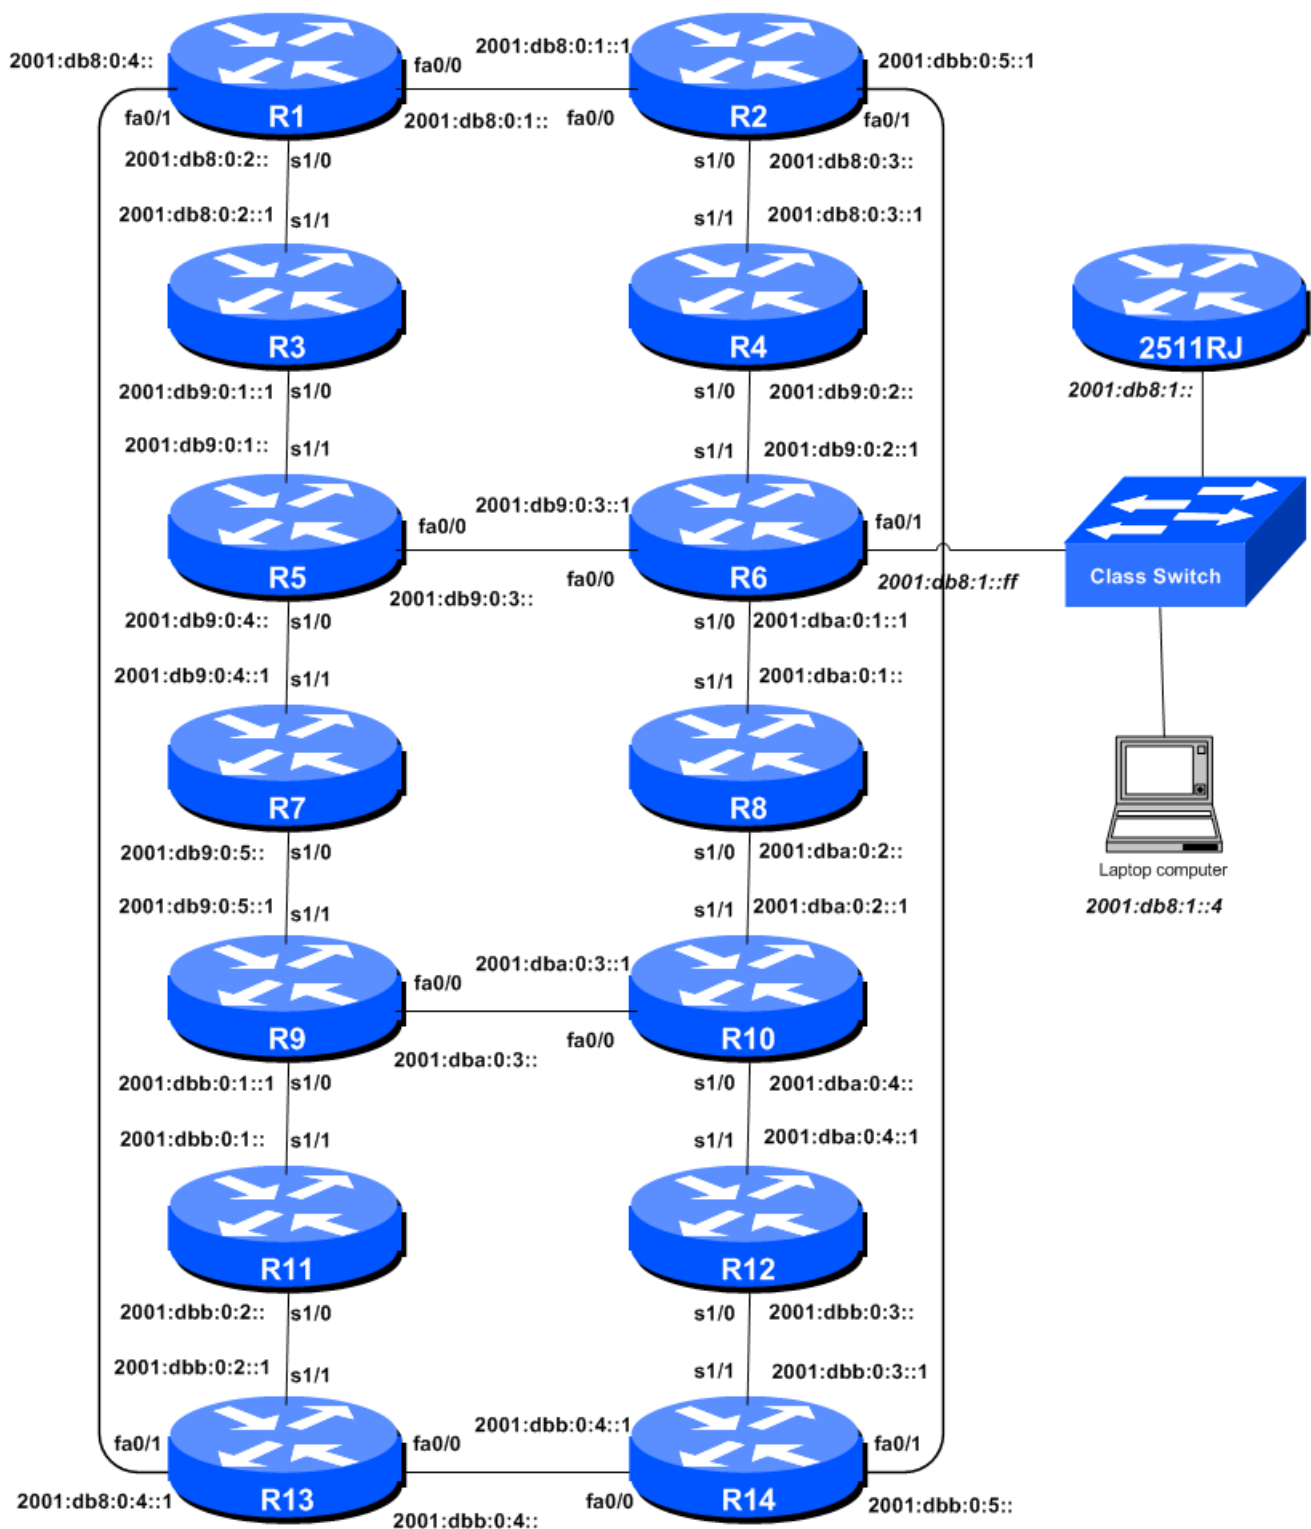 2001:db8:0:4::
fa0/0
2001:db8:0:1::1
2001:dbb:0:5::1
fa0/1
R1
2001:db8:0:1::
fa0/0
R2
fa0/1
2001:db8:0:2::
s1/0
s1/0
2001:db8:0:3::
2001:db8:0:2::1
s1/1
s1/1
2001:db8:0:3::1
R3
R4
2511RJ
2001:db9:0:1::1
s1/0
s1/0
2001:db9:0:2::
2001:db8:1::
2001:db9:0:1::
s1/1
s1/1
2001:db9:0:2::1
2001:db9:0:3::1
fa0/0
fa0/1
R5
fa0/0
R6
2001:db8:1::ff
Class Switch
2001:db9:0:3::
2001:db9:0:4::
s1/0
s1/0
2001:dba:0:1::1
2001:db9:0:4::1
s1/1
s1/1
2001:dba:0:1::
R7
R8
2001:db9:0:5::
s1/0
s1/0
2001:dba:0:2::
Laptop computer
2001:db9:0:5::1
s1/1
s1/1
2001:dba:0:2::1
2001:db8:1::4
2001:dba:0:3::1
fa0/0
R9
fa0/0
R10
2001:dba:0:3::
2001:dbb:0:1::1
s1/0
s1/0
2001:dba:0:4::
2001:dbb:0:1::
s1/1
s1/1
2001:dba:0:4::1
R11
R12
2001:dbb:0:2::
s1/0
s1/0
2001:dbb:0:3::
2001:dbb:0:2::1
s1/1
s1/1
2001:dbb:0:3::1
2001:dbb:0:4::1
fa0/1
fa0/0
fa0/1
2001:db8:0:4::1
R13
fa0/0
R14
2001:dbb:0:5::
2001:dbb:0:4::